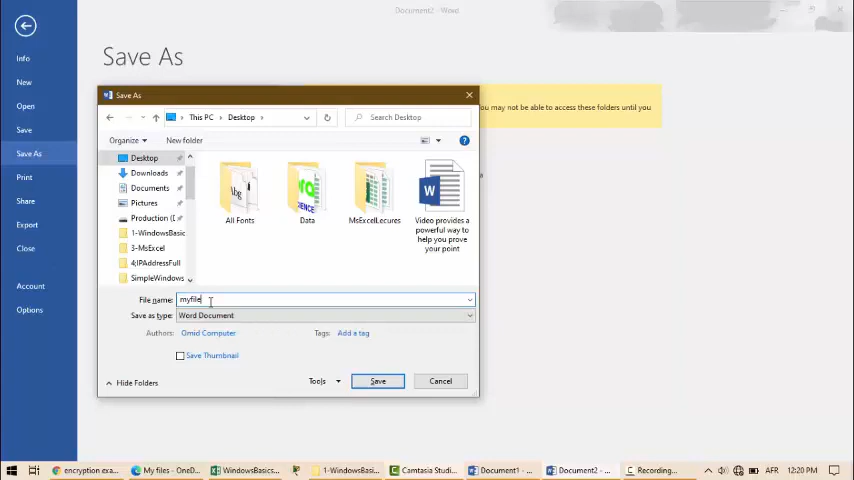 Document2 - Word
Save As
Info
New
Open
Save
Save As
Print
Share
Export
Close
Account
Options
you may not be able to access these folders until you
Save As
This PC
Desktop
Search Desktop
Organize
New folder
Desktop
Downloads
Documents
Pictures
Production (D
1-WindowsBasic
3-MsExcel
4;IPAddressFull
SimpleWindows
All Fonts
Data
MsExcelLecures
Video provides a
powerful way to
help you prove
your point
File name: myfile
Save as type: Word Document
Authors: Omid Computer
Tags: Add a tag
Save Thumbnail
Hide Folders
Tools
Save
Cancel
encryption exa...
My files - OneD...
WindowsBasics...
1-WindowsBasi...
Camtasia Studi...
Document1 - ...
Document2 - ...
Recording...
AFR
12:20 PM